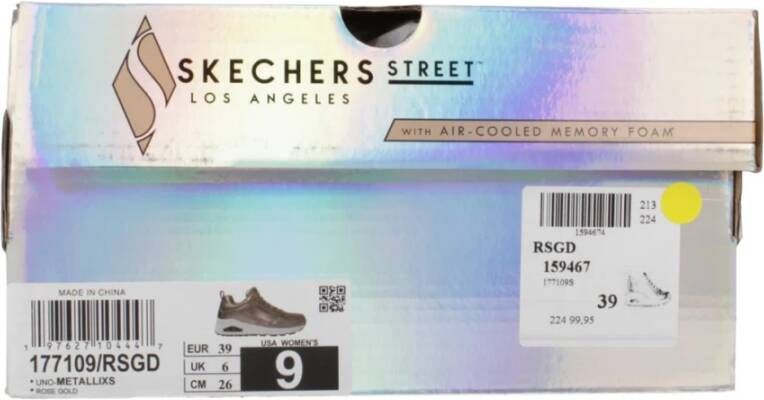 SKECHERS STREET™
LOS ANGELES
WITH AIR-COOLED MEMORY FOAM
213
224
1594674
RSGD
159467
177109S
39
224 99,95
MADE IN CHINA
1 97627 10444 7
177109/RSGD
* UNO-METALLIXS
* ROSE GOLD
EUR 39
UK 6
CM 26
USA WOMEN'S
9